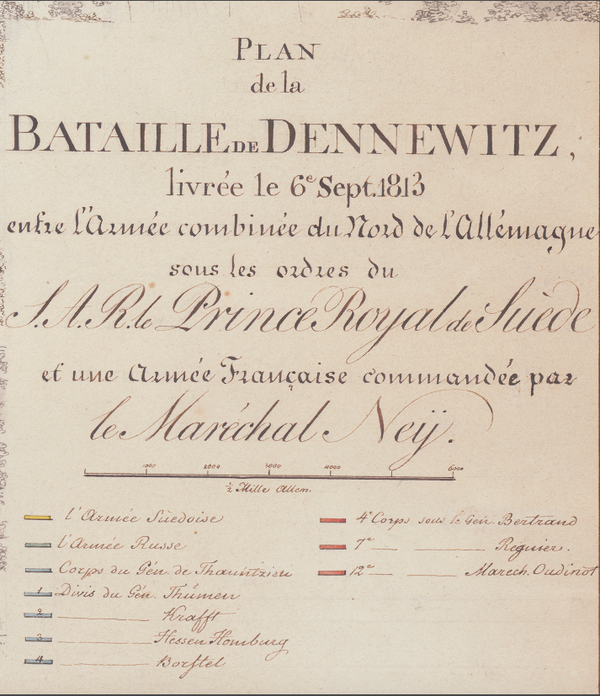 PLAN
de la
BATAILLE DE DENNEWITZ,
livrée le 6e Sept. 1813
entre l'Armée combinée du Nord de l'Allémagne
sous les ordres du
S. A. R. le Prince Royal de Suède
et une Armée Française commandée par
le Maréchal Neÿ.
1000 2000 3000 4000 6000
½ Mille Allem.
l'Armée Süedoise
l'Armée Russe
Corps du Gén. de Thauntzien
1 Divis du Gén. Thümen
2 Krafft
3 Hessen Homburg
4 Borstel
4e Corps sous le Gén. Bertrand
7e Regnier.
12e Marech. Oudinot